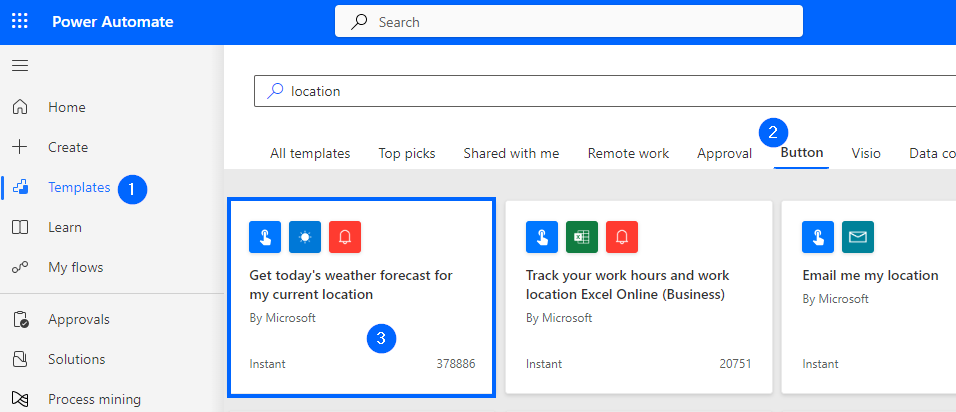 Power Automate
Search
location
Home
Create
Templates
1
Learn
My flows
Approvals
Solutions
Process mining
2
All templates
Top picks
Shared with me
Remote work
Approval
Button
Visio
Data co
Get today's weather forecast for
my current location
By Microsoft
3
Instant
378886
Track your work hours and work
location Excel Online (Business)
By Microsoft
Instant
20751
Email me my location
By Microsoft
Instant